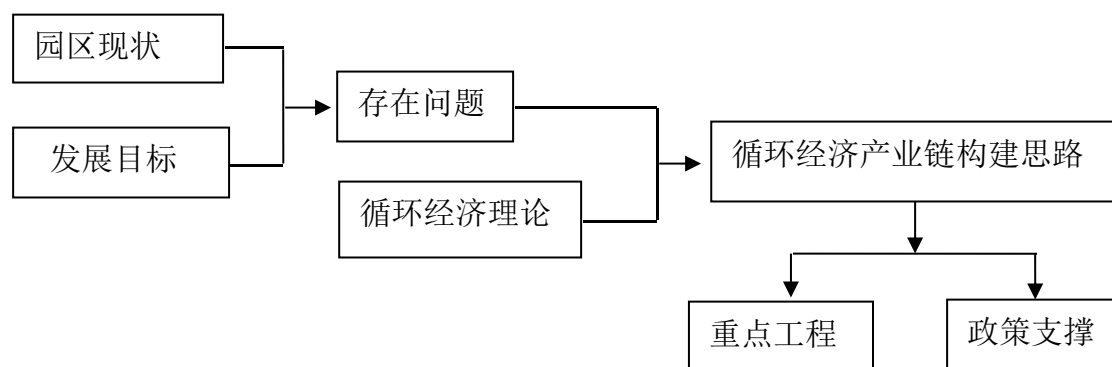 园区现状
发展目标
存在问题
循环经济理论
循环经济产业链构建思路
重点工程
政策支撑